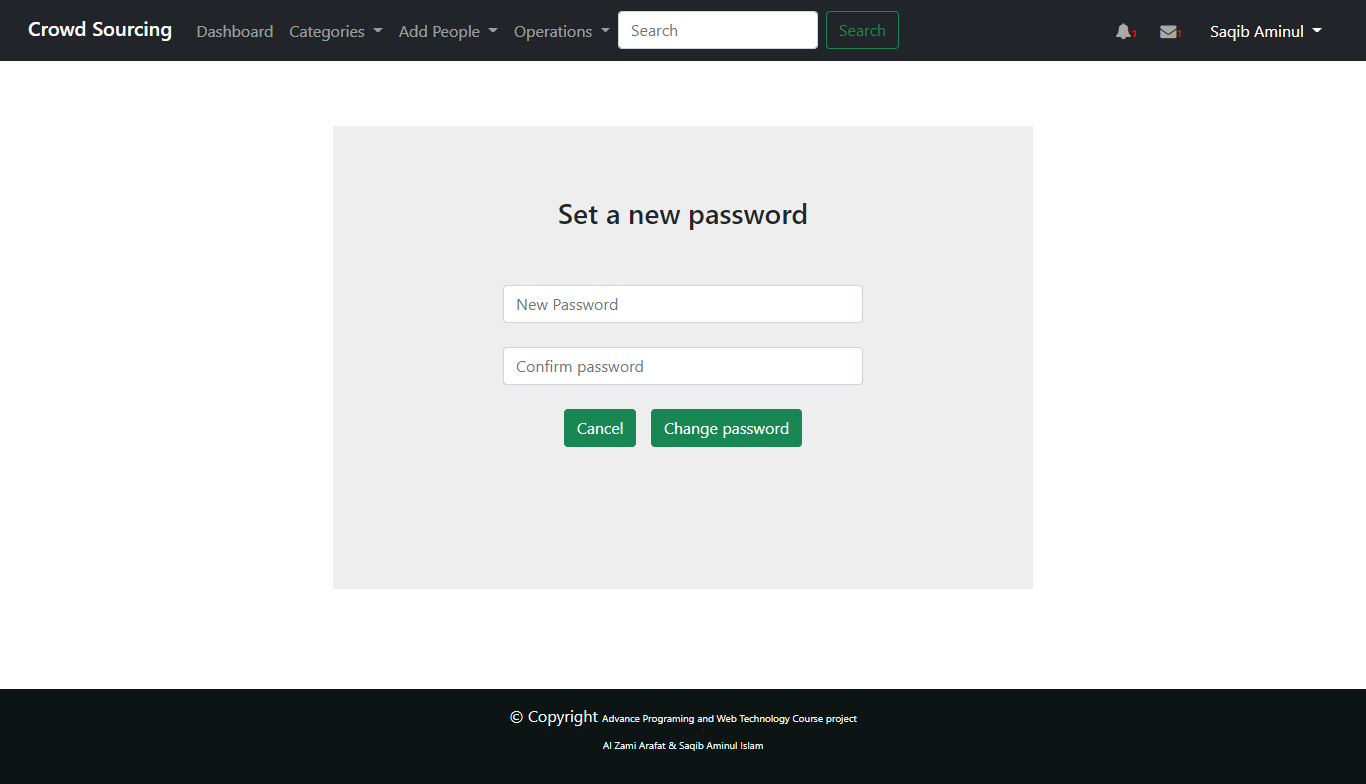 Crowd Sourcing Dashboard Categories Add People Operations Search Search 1 1 Saqib Aminul
Set a new password
New Password
Confirm password
Cancel Change password
© Copyright Advance Programing and Web Technology Course project
Al Zami Arafat & Saqib Aminul Islam